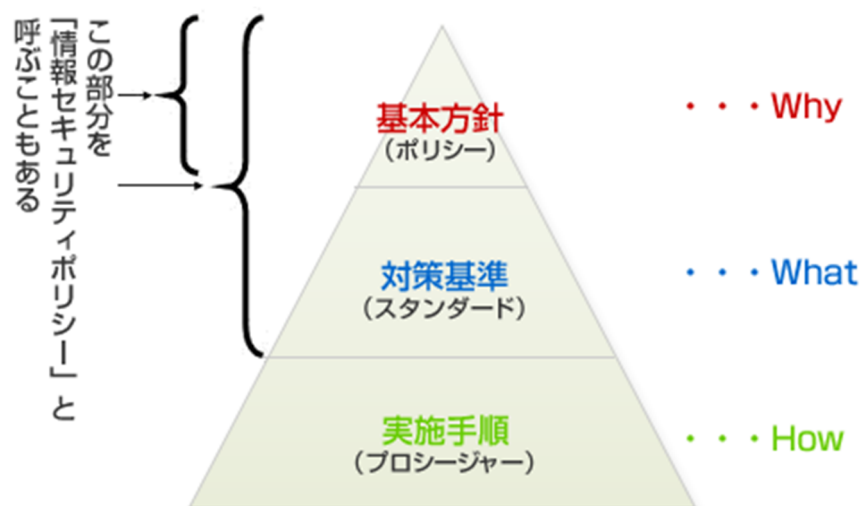 この部分を
「情報セキュリティポリシー」と
呼ぶこともある
基本方針
(ポリシー)
・・・Why
対策基準
(スタンダード)
・・・What
実施手順
(プロシージャー)
・・・How